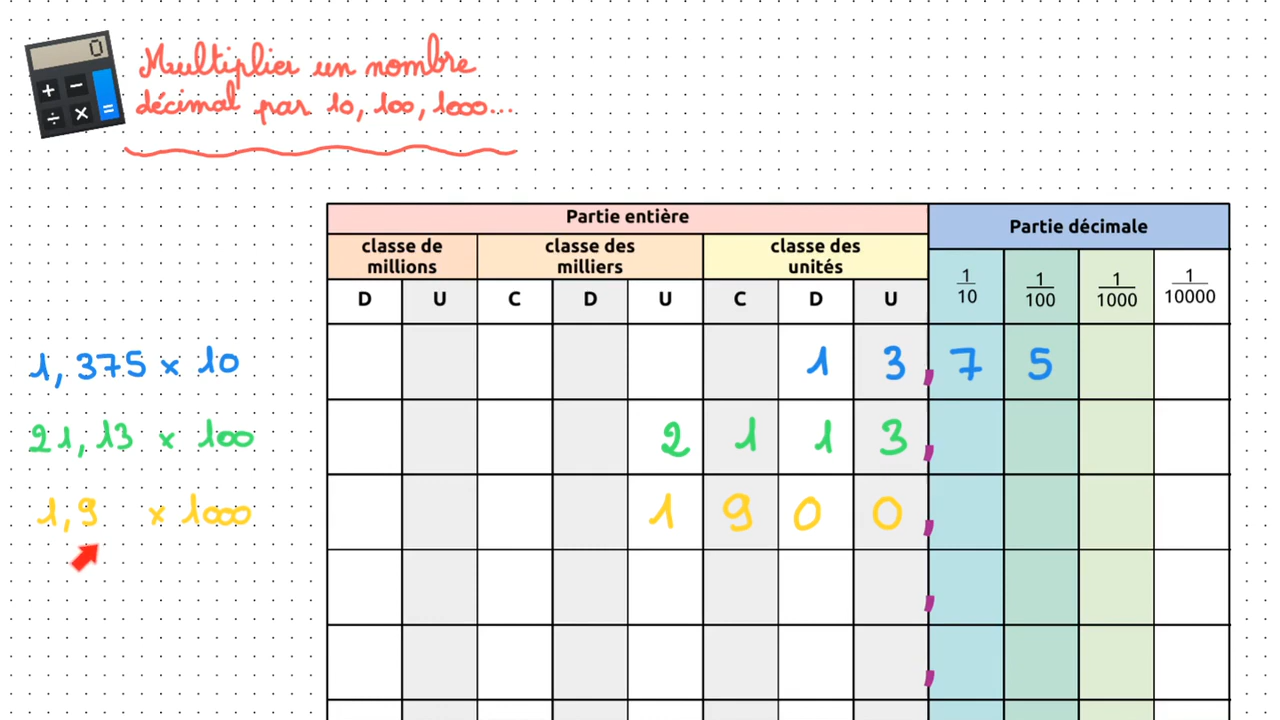 0
+ −
÷ × =
Multiplier un nombre
décimal par 10, 100, 1000...
Partie entière
Partie décimale
classe de
millions
classe des
milliers
classe des
unités
D U C D U C D U
1/10 1/100 1/1000 1/10000
1,375 × 10
1 3 , 7 5
21,13 × 100
2 1 1 3 ,
1,9 × 1000
1 9 0 0 ,
,
,